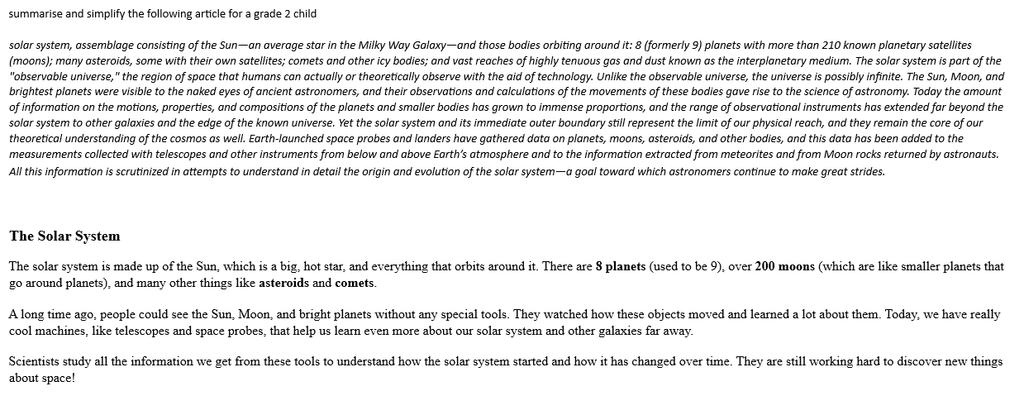 summarise and simplify the following article for a grade 2 child
solar system, assemblage consisting of the Sun—an average star in the Milky Way Galaxy—and those bodies orbiting around it: 8 (formerly 9) planets with more than 210 known planetary satellites
(moons); many asteroids, some with their own satellites; comets and other icy bodies; and vast reaches of highly tenuous gas and dust known as the interplanetary medium. The solar system is part of the
"observable universe," the region of space that humans can actually or theoretically observe with the aid of technology. Unlike the observable universe, the universe is possibly infinite. The Sun, Moon, and
brightest planets were visible to the naked eyes of ancient astronomers, and their observations and calculations of the movements of these bodies gave rise to the science of astronomy. Today the amount
of information on the motions, properties, and compositions of the planets and smaller bodies has grown to immense proportions, and the range of observational instruments has extended far beyond the
solar system to other galaxies and the edge of the known universe. Yet the solar system and its immediate outer boundary still represent the limit of our physical reach, and they remain the core of our
theoretical understanding of the cosmos as well. Earth-launched space probes and landers have gathered data on planets, moons, asteroids, and other bodies, and this data has been added to the
measurements collected with telescopes and other instruments from below and above Earth's atmosphere and to the information extracted from meteorites and from Moon rocks returned by astronauts.
All this information is scrutinized in attempts to understand in detail the origin and evolution of the solar system—a goal toward which astronomers continue to make great strides.
The Solar System
The solar system is made up of the Sun, which is a big, hot star, and everything that orbits around it. There are 8 planets (used to be 9), over 200 moons (which are like smaller planets that
go around planets), and many other things like asteroids and comets.
A long time ago, people could see the Sun, Moon, and bright planets without any special tools. They watched how these objects moved and learned a lot about them. Today, we have really
cool machines, like telescopes and space probes, that help us learn even more about our solar system and other galaxies far away.
Scientists study all the information we get from these tools to understand how the solar system started and how it has changed over time. They are still working hard to discover new things
about space!